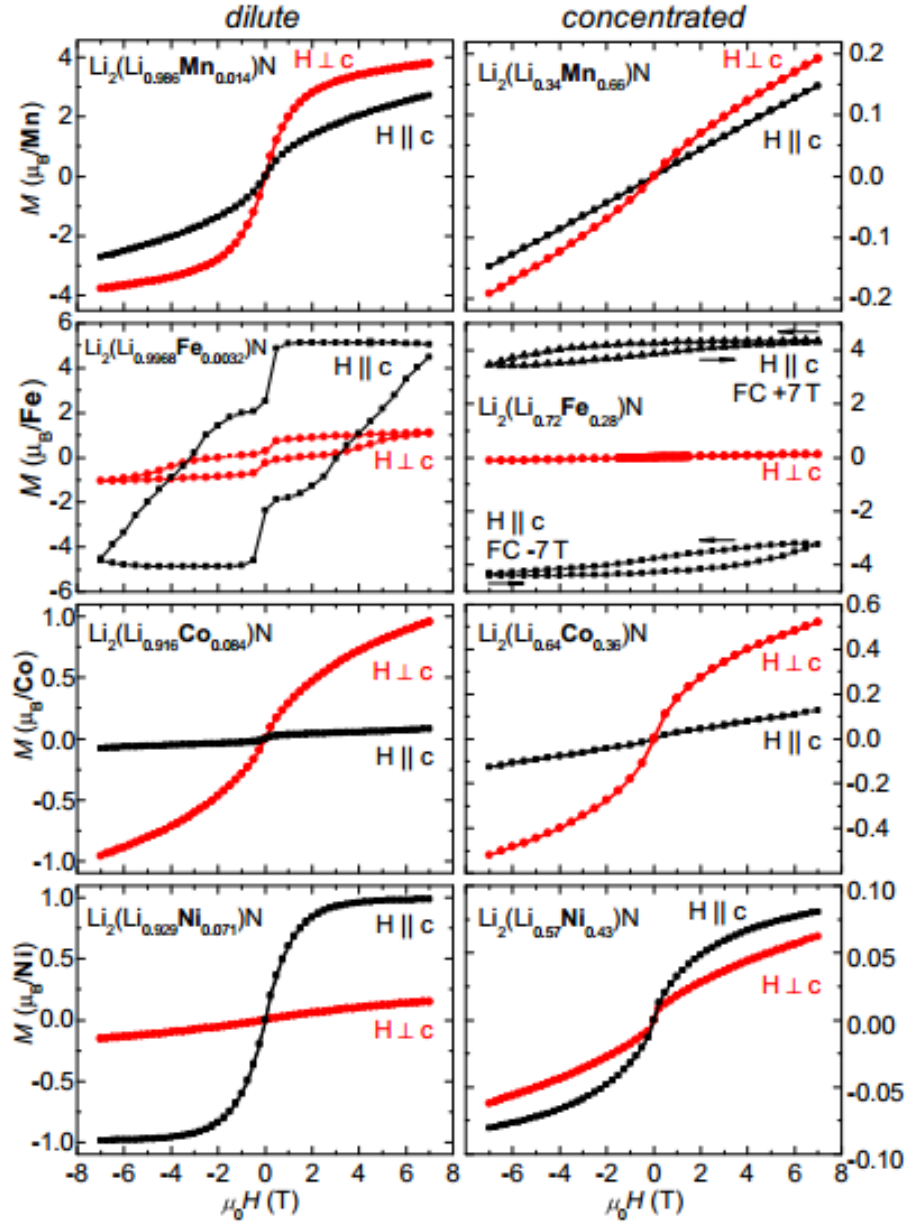 dilute concentrated
Li₂(Li₀.₉₈₆Mn₀.₀₁₄)N
H ⊥ c
H || c
M (μ_B/Mn)
4
2
0
-2
-4
Li₂(Li₀.₃₄Mn₀.₆₆)N
H ⊥ c
H || c
0.2
0.1
0.0
-0.1
-0.2
Li₂(Li₀.₉₉₆₈Fe₀.₀₀₃₂)N
H || c
H ⊥ c
M (μ_B/Fe)
6
4
2
0
-2
-4
-6
H || c
FC +7 T
Li₂(Li₀.₇₂Fe₀.₂₈)N
H ⊥ c
H || c
FC -7 T
4
2
0
-2
-4
Li₂(Li₀.₉₁₆Co₀.₀₈₄)N
H ⊥ c
H || c
M (μ_B/Co)
1.0
0.5
0.0
-0.5
-1.0
Li₂(Li₀.₆₄Co₀.₃₆)N
H ⊥ c
H || c
0.6
0.4
0.2
0.0
-0.2
-0.4
Li₂(Li₀.₉₂₉Ni₀.₀₇₁)N
H || c
H ⊥ c
M (μ_B/Ni)
1.0
0.5
0.0
-0.5
-1.0
-8 -6 -4 -2 0 2 4 6 8
μ₀H (T)
Li₂(Li₀.₅₇Ni₀.₄₃)N
H || c
H ⊥ c
0.10
0.05
0.00
-0.05
-0.10
-6 -4 -2 0 2 4 6 8
μ₀H (T)